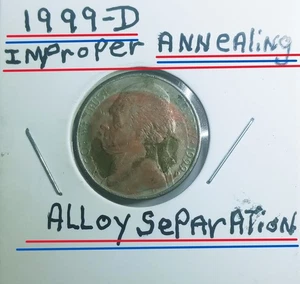 1999-D
Improper Annealing
Alloy Separation